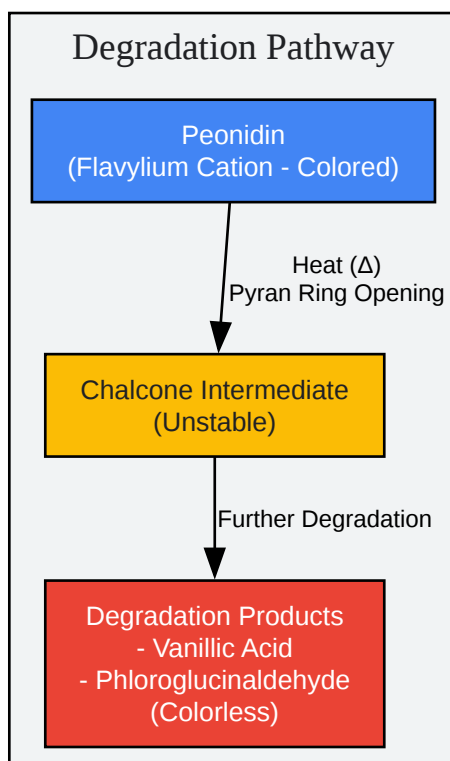 Degradation Pathway
Peonidin
(Flavylium Cation - Colored)
Heat (Δ)
Pyran Ring Opening
Chalcone Intermediate
(Unstable)
Further Degradation
Degradation Products
- Vanillic Acid
- Phloroglucinaldehyde
(Colorless)